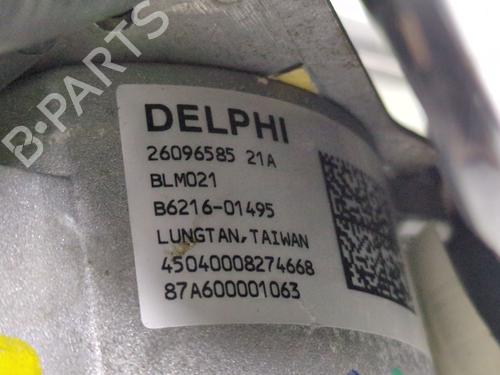 B-PARTS
DELPHI
26096585 21A
BLM021
B6216-01495
LUNGTAN, TAIWAN
45040008274668
87A600001063